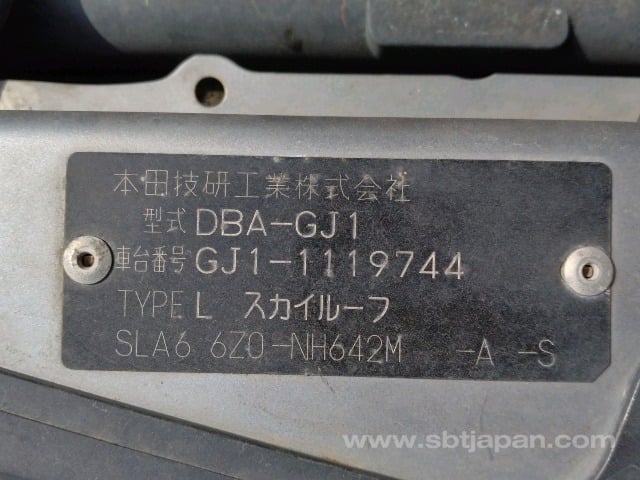 本田技研工業株式会社
型式 DBA-GJ1
車台番号 GJ1-1119744
TYPE L スカイルーフ
SLA6 6Z0-NH642M -A -S
www.sbtjapan.com